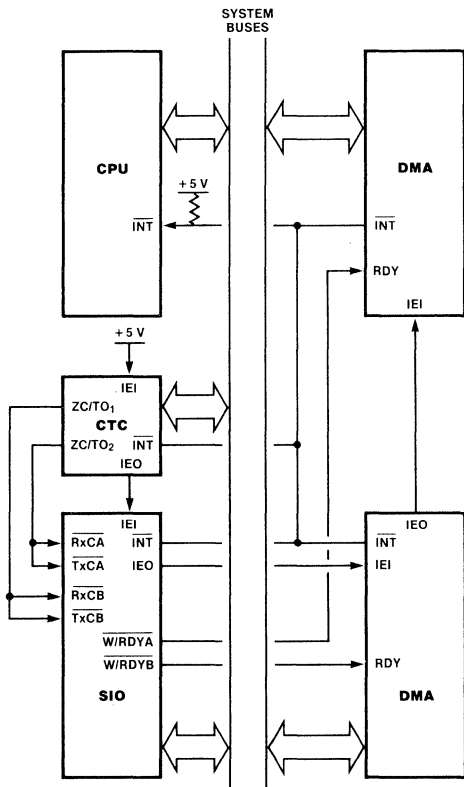 SYSTEM
BUSES
CPU
+ 5 V
INT
DMA
INT
RDY
IEI
+ 5 V
IEI
ZC/TO1
CTC
ZC/TO2
INT
IEO
IEI
RxCA
INT
TxCA
IEO
RxCB
TxCB
W/RDYA
W/RDYB
SIO
IEO
INT
IEI
RDY
DMA